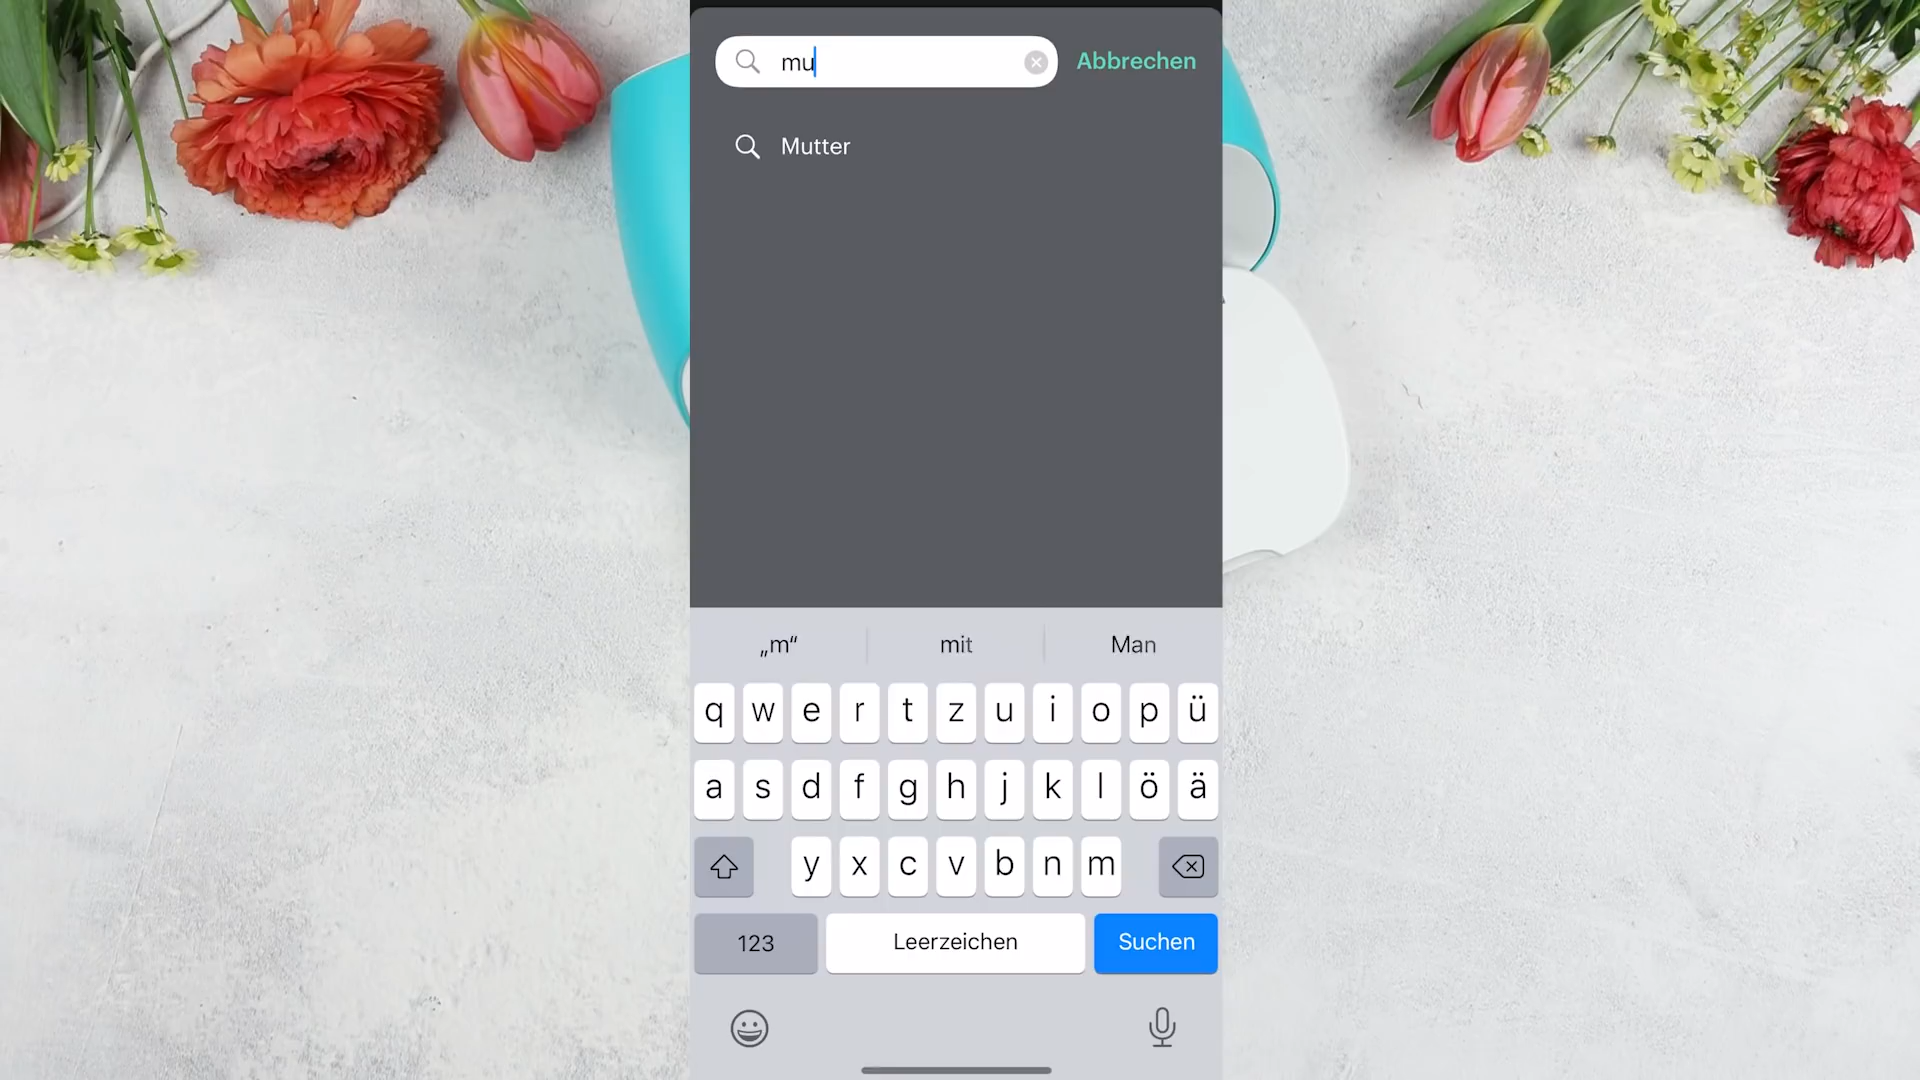 mu
Abbrechen
Mutter
„m“ mit Man
q w e r t z u i o p ü
a s d f g h j k l ö ä
y x c v b n m
123 Leerzeichen Suchen